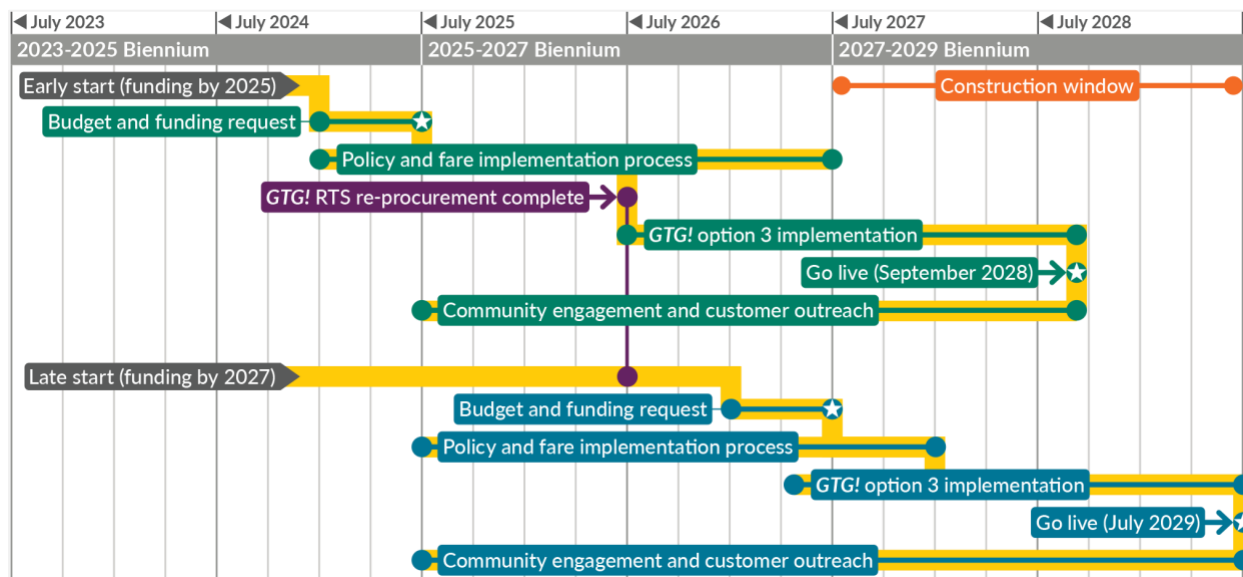 ◀ July 2023 ◀ July 2024 ◀ July 2025 ◀ July 2026 ◀ July 2027 ◀ July 2028
2023-2025 Biennium 2025-2027 Biennium 2027-2029 Biennium
Early start (funding by 2025) Construction window
Budget and funding request
Policy and fare implementation process
GTG! RTS re-procurement complete
GTG! option 3 implementation
Go live (September 2028)
Community engagement and customer outreach
Late start (funding by 2027)
Budget and funding request
Policy and fare implementation process
GTG! option 3 implementation
Go live (July 2029)
Community engagement and customer outreach